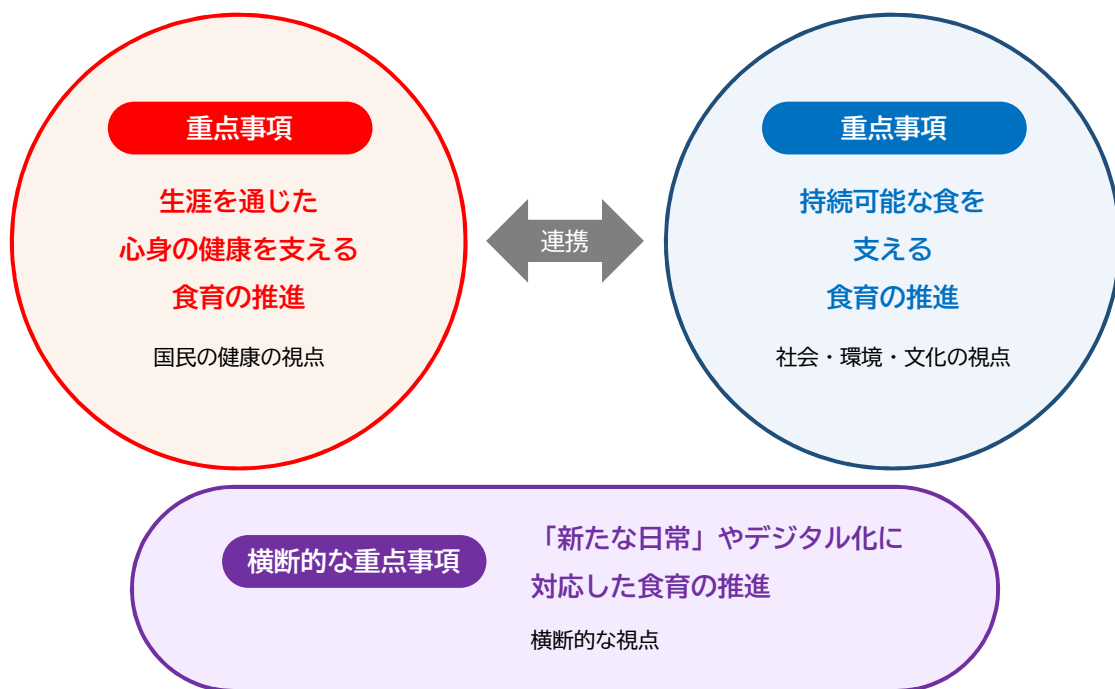 重点事項
生涯を通じた
心身の健康を支える
食育の推進
国民の健康の視点
連携
重点事項
持続可能な食を
支える
食育の推進
社会・環境・文化の視点
横断的な重点事項
「新たな日常」やデジタル化に
対応した食育の推進
横断的な視点